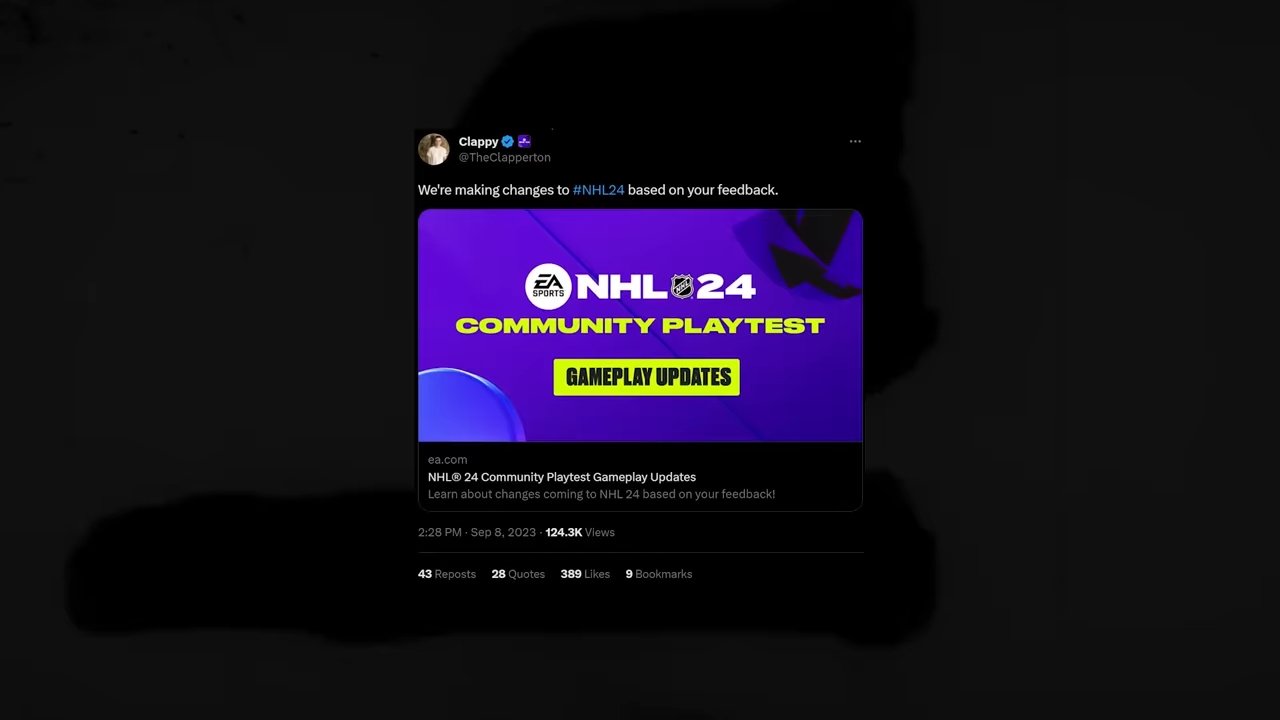 Clappy
@TheClapperton
We're making changes to #NHL24 based on your feedback.
EA SPORTS NHL NHL 24
COMMUNITY PLAYTEST
GAMEPLAY UPDATES
ea.com
NHL® 24 Community Playtest Gameplay Updates
Learn about changes coming to NHL 24 based on your feedback!
2:28 PM · Sep 8, 2023 · 124.3K Views
43 Reposts 28 Quotes 389 Likes 9 Bookmarks